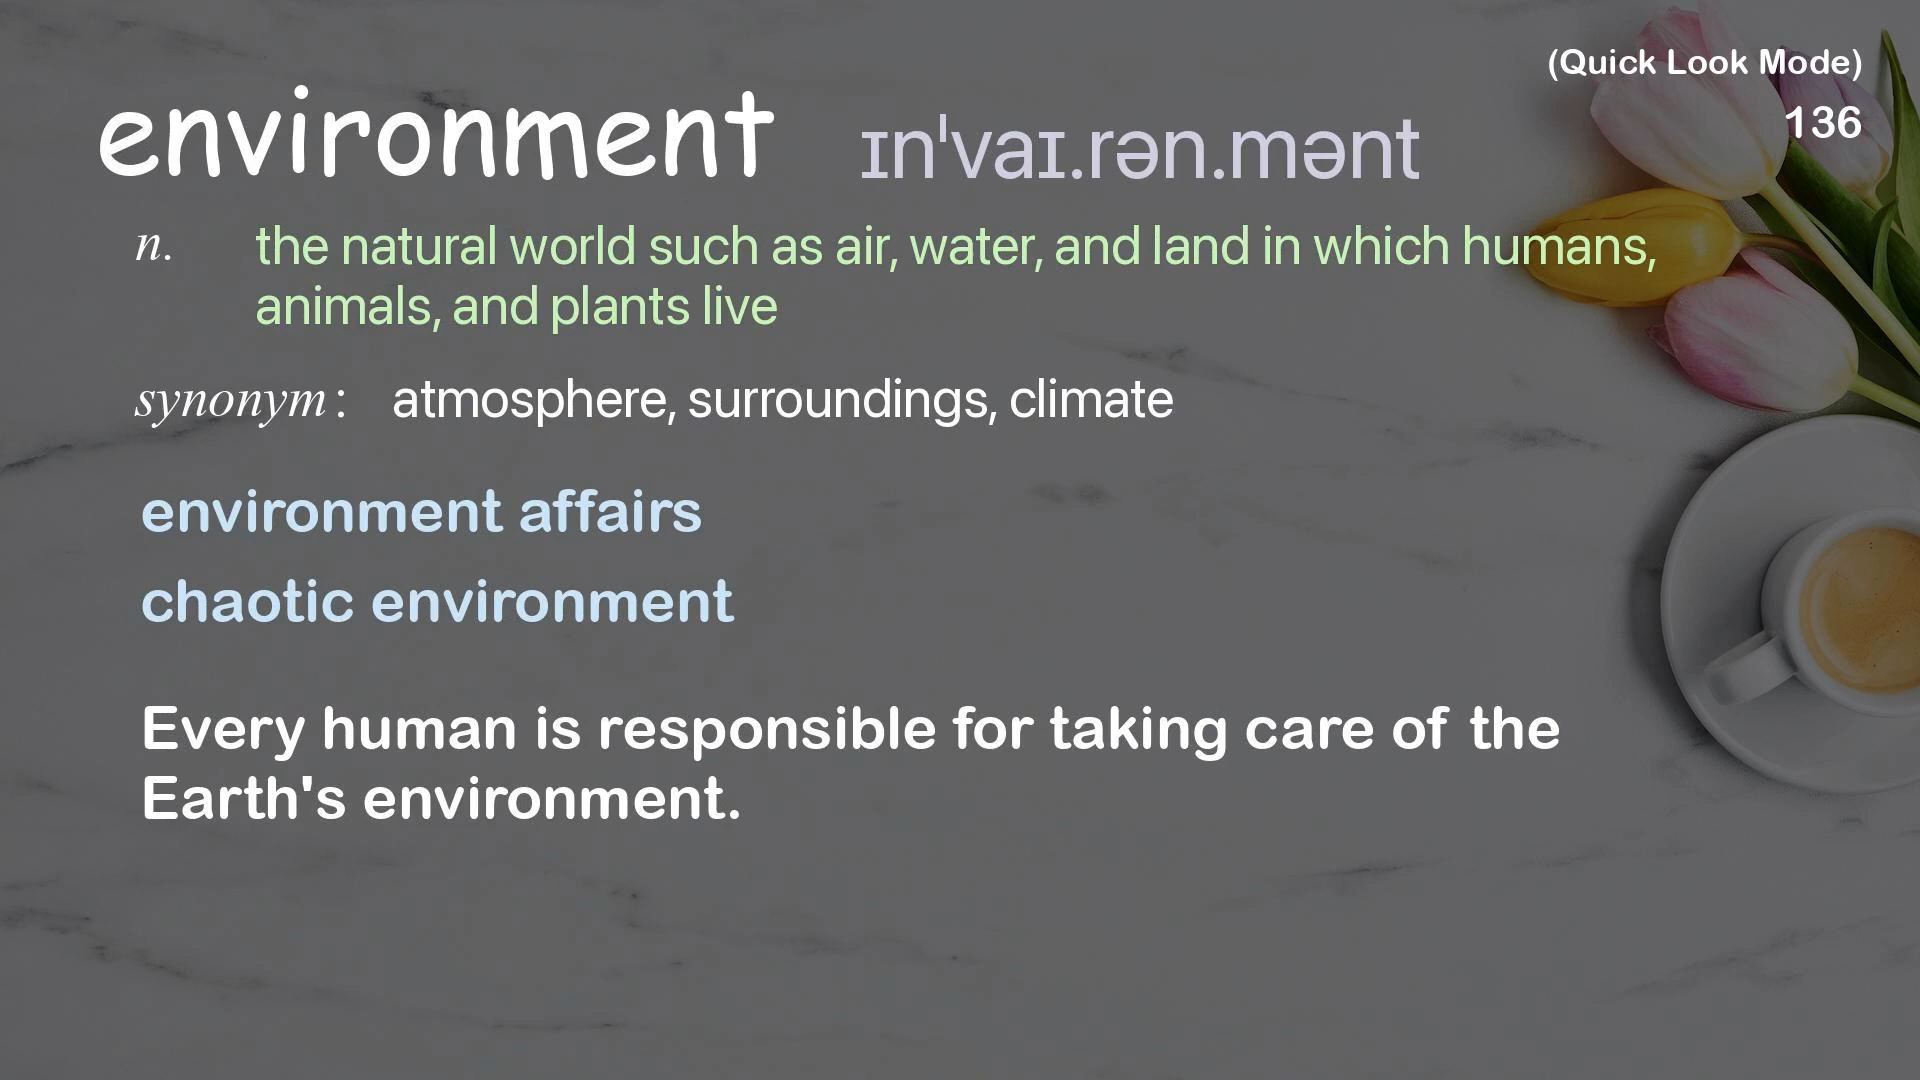 (Quick Look Mode)
136
environment ɪnˈvaɪ.rən.mənt
n. the natural world such as air, water, and land in which humans,
animals, and plants live
synonym: atmosphere, surroundings, climate
environment affairs
chaotic environment
Every human is responsible for taking care of the
Earth's environment.